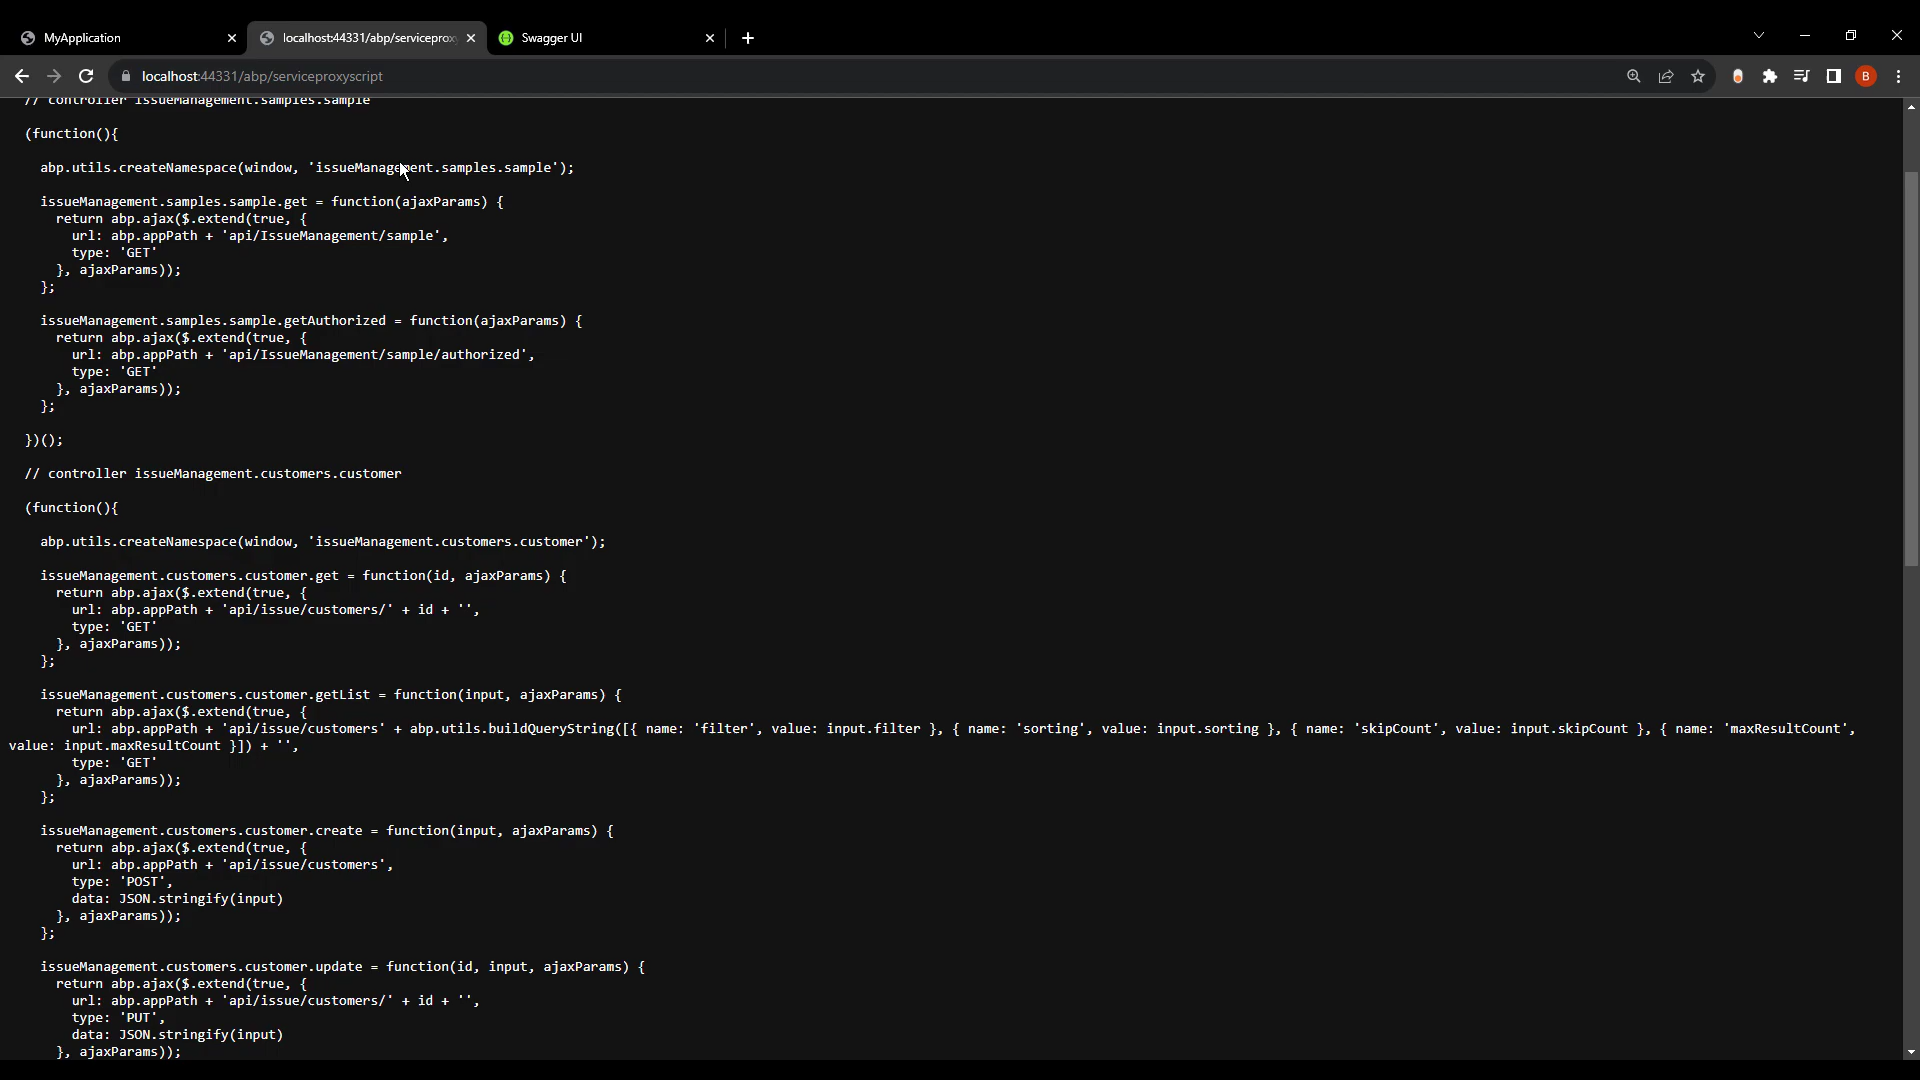 MyApplication
localhost:44331/abp/serviceprox
Swagger UI
localhost:44331/abp/serviceproxyscript
B
// controller issueManagement.samples.sample
(function(){
abp.utils.createNamespace(window, 'issueManagement.samples.sample');
issueManagement.samples.sample.get = function(ajaxParams) {
return abp.ajax($.extend(true, {
url: abp.appPath + 'api/IssueManagement/sample',
type: 'GET'
}, ajaxParams));
};
issueManagement.samples.sample.getAuthorized = function(ajaxParams) {
return abp.ajax($.extend(true, {
url: abp.appPath + 'api/IssueManagement/sample/authorized',
type: 'GET'
}, ajaxParams));
};
})();
// controller issueManagement.customers.customer
(function(){
abp.utils.createNamespace(window, 'issueManagement.customers.customer');
issueManagement.customers.customer.get = function(id, ajaxParams) {
return abp.ajax($.extend(true, {
url: abp.appPath + 'api/issue/customers/' + id + '',
type: 'GET'
}, ajaxParams));
};
issueManagement.customers.customer.getList = function(input, ajaxParams) {
return abp.ajax($.extend(true, {
url: abp.appPath + 'api/issue/customers' + abp.utils.buildQueryString([{ name: 'filter', value: input.filter }, { name: 'sorting', value: input.sorting }, { name: 'skipCount', value: input.skipCount }, { name: 'maxResultCount',
value: input.maxResultCount }]) + '',
type: 'GET'
}, ajaxParams));
};
issueManagement.customers.customer.create = function(input, ajaxParams) {
return abp.ajax($.extend(true, {
url: abp.appPath + 'api/issue/customers',
type: 'POST',
data: JSON.stringify(input)
}, ajaxParams));
};
issueManagement.customers.customer.update = function(id, input, ajaxParams) {
return abp.ajax($.extend(true, {
url: abp.appPath + 'api/issue/customers/' + id + '',
type: 'PUT',
data: JSON.stringify(input)
}, ajaxParams));